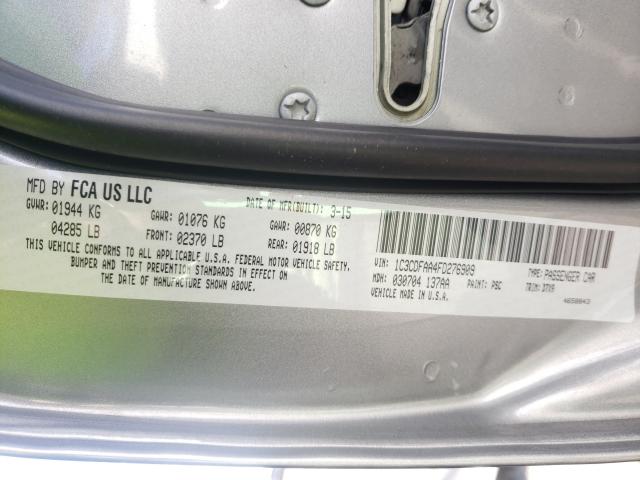 MFD BY FCA US LLC DATE OF MFR(BUILT): 3-15
GVWR: 01944 KG GAWR: 01076 KG GAWR: 00870 KG
04285 LB FRONT: 02370 LB REAR: 01918 LB
THIS VEHICLE CONFORMS TO ALL APPLICABLE U.S.A. FEDERAL MOTOR VEHICLE SAFETY,
BUMPER AND THEFT PREVENTION STANDARDS IN EFFECT ON
THE DATE OF MANUFACTURE SHOWN ABOVE.
VIN: 1C3CDFAA4FD276909 TYPE: PASSENGER CAR
MDH: 030704 137AA PAINT: PSC TRIM: DTX9
VEHICLE MADE IN U.S.A. 4650043